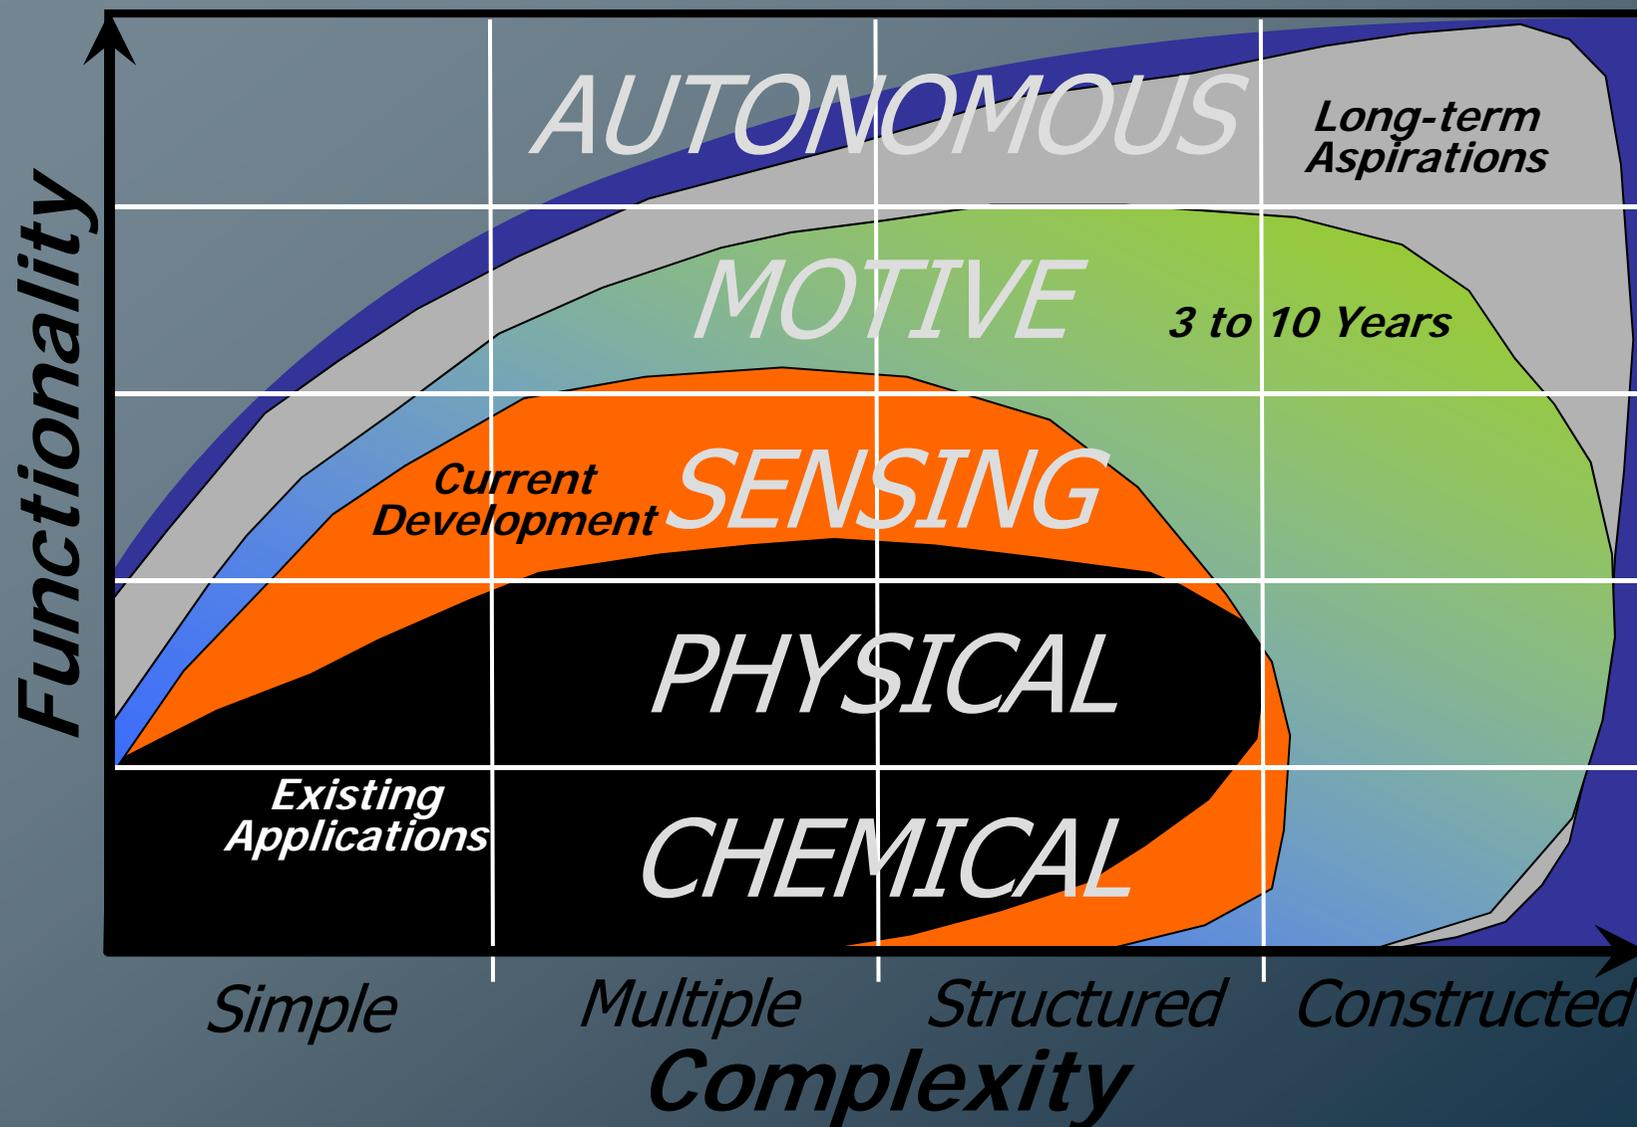 Functionality
AUTONOMOUS
Long-term
Aspirations
MOTIVE
3 to 10 Years
Current
Development
SENSING
PHYSICAL
Existing
Applications
CHEMICAL
Simple
Multiple
Structured
Constructed
Complexity